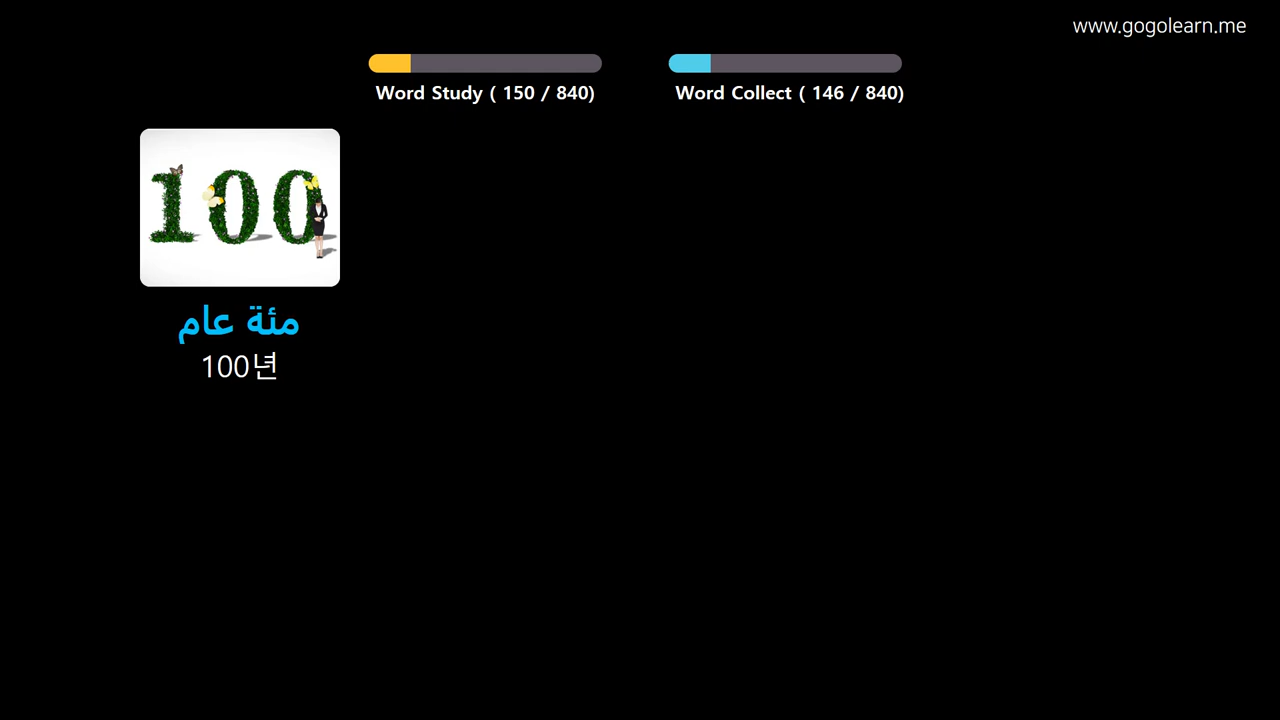 www.gogolearn.me
Word Study ( 150 / 840)
Word Collect ( 146 / 840)
100
مئة عام
100년